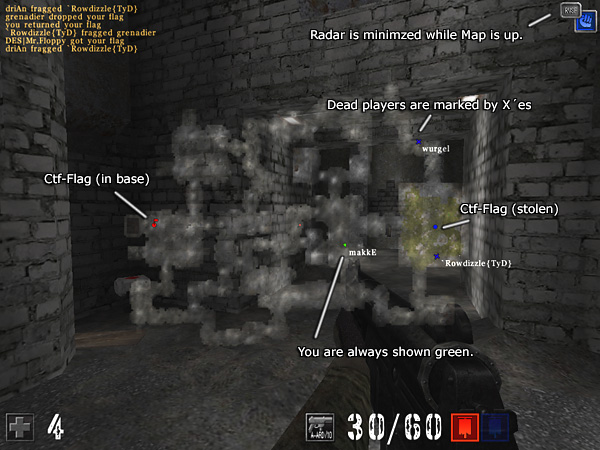 driAn fragged `Rowdizzle{TyD}
grenadier dropped your flag
you returned your flag
`Rowdizzle{TyD} fragged grenadier
DES|Mr.Floppy got your flag
driAn fragged `Rowdizzle{TyD}
Radar is minimzed while Map is up.
Dead players are marked by X´es
wurgel
Ctf-Flag (in base)
Ctf-Flag (stolen)
makkE
`Rowdizzle{TyD}
You are always shown green.
4
30/60